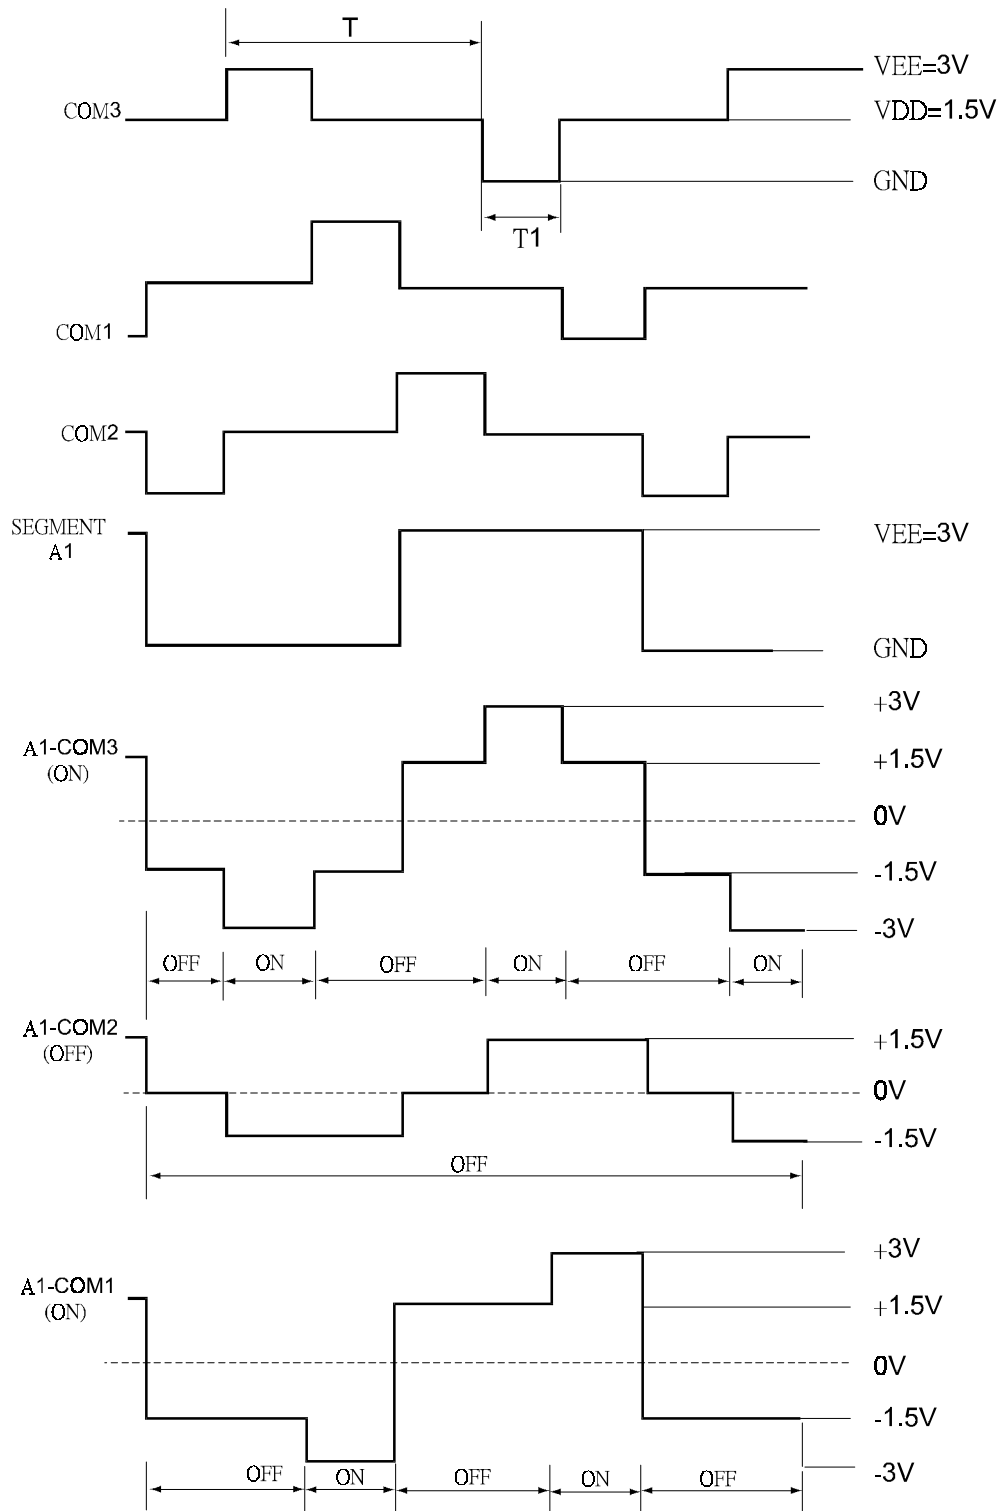 T
VEE=3V
COM3
VDD=1.5V
GND
T1
COM1
COM2
SEGMENT
A1
VEE=3V
GND
+3V
A1-COM3
(ON)
+1.5V
0V
-1.5V
-3V
OFF ON OFF ON OFF ON
A1-COM2
(OFF)
+1.5V
0V
-1.5V
OFF
+3V
A1-COM1
(ON)
+1.5V
0V
-1.5V
-3V
OFF ON OFF ON OFF